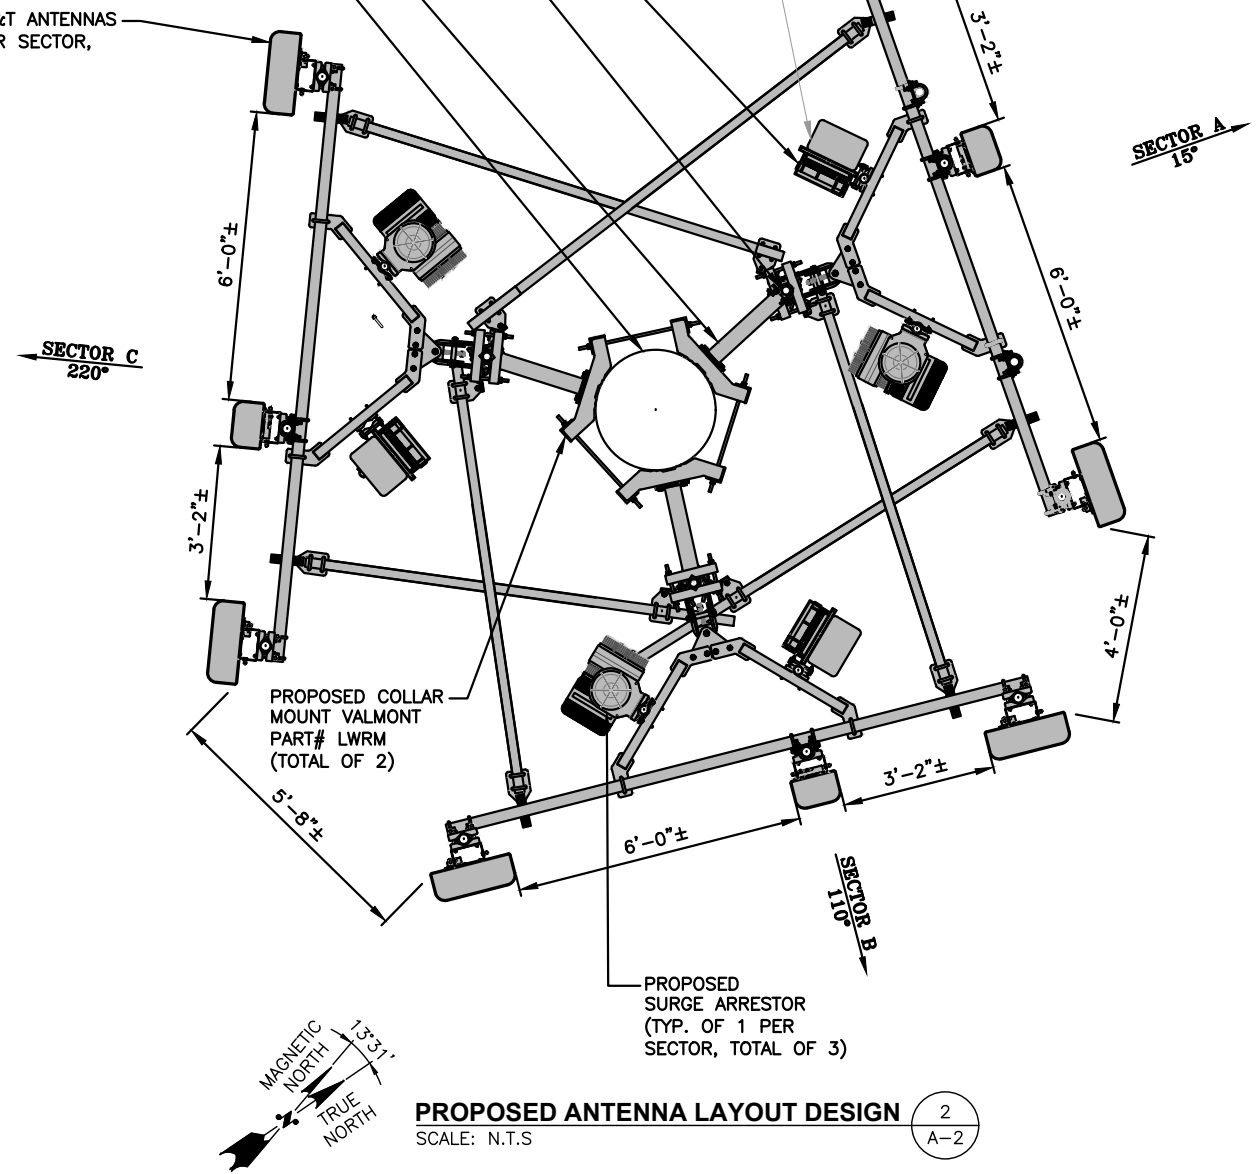 &T ANTENNAS
R SECTOR,
3'-2"±
SECTOR A
15°
6'-0"±
6'-0"±
SECTOR C
220°
3'-2"±
4'-0"±
PROPOSED COLLAR
MOUNT VALMONT
PART# LWRM
(TOTAL OF 2)
5'-8"±
3'-2"±
6'-0"±
SECTOR B
110°
PROPOSED
SURGE ARRESTOR
(TYP. OF 1 PER
SECTOR, TOTAL OF 3)
MAGNETIC
NORTH
13°31'
TRUE
NORTH
N
PROPOSED ANTENNA LAYOUT DESIGN
SCALE: N.T.S
2
A-2